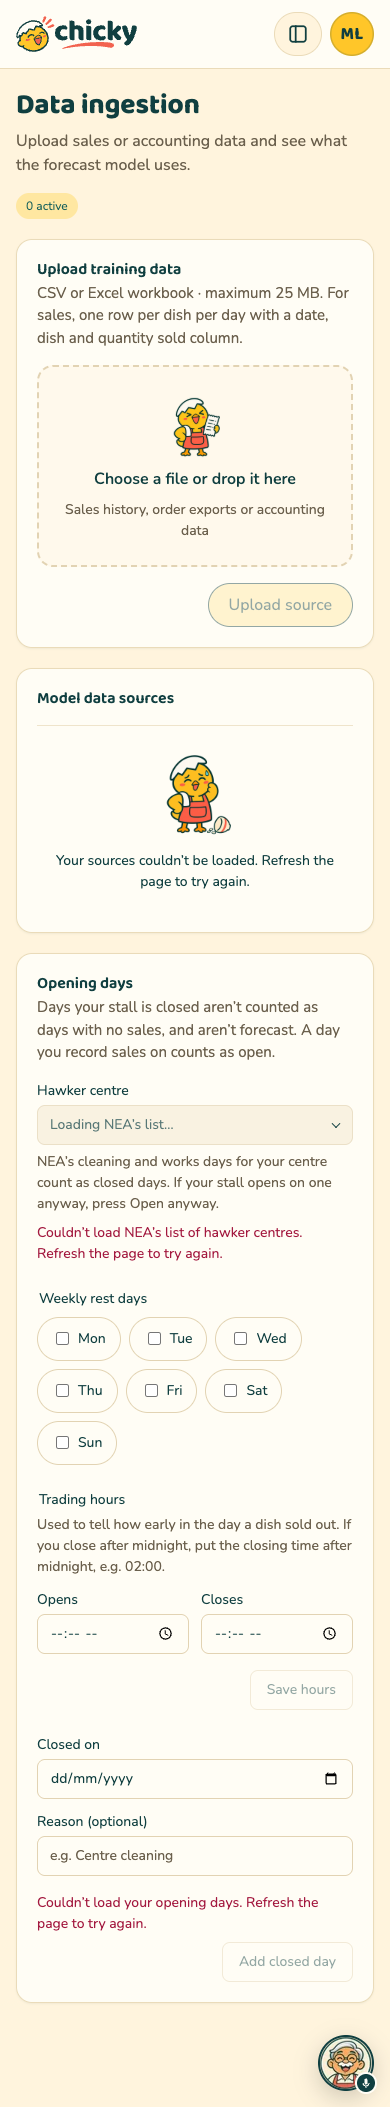 chicky
MŁ
Data ingestion
Upload sales or accounting data and see what
the forecast model uses.
0 active
Upload training data
CSV or Excel workbook · maximum 25 MB. For
sales, one row per dish per day with a date,
dish and quantity sold column.
Choose a file or drop it here
Sales history, order exports or accounting
data
Upload source
Model data sources
Your sources couldn’t be loaded. Refresh the
page to try again.
Opening days
Days your stall is closed aren’t counted as
days with no sales, and aren’t forecast. A day
you record sales on counts as open.
Hawker centre
Loading NEA’s list…
NEA’s cleaning and works days for your centre
count as closed days. If your stall opens on one
anyway, press Open anyway.
Couldn’t load NEA’s list of hawker centres.
Refresh the page to try again.
Weekly rest days
Mon Tue Wed
Thu Fri Sat
Sun
Trading hours
Used to tell how early in the day a dish sold out. If
you close after midnight, put the closing time after
midnight, e.g. 02:00.
Opens Closes
--:-- -- --:-- --
Save hours
Closed on
dd/mm/yyyy
Reason (optional)
e.g. Centre cleaning
Couldn’t load your opening days. Refresh the
page to try again.
Add closed day